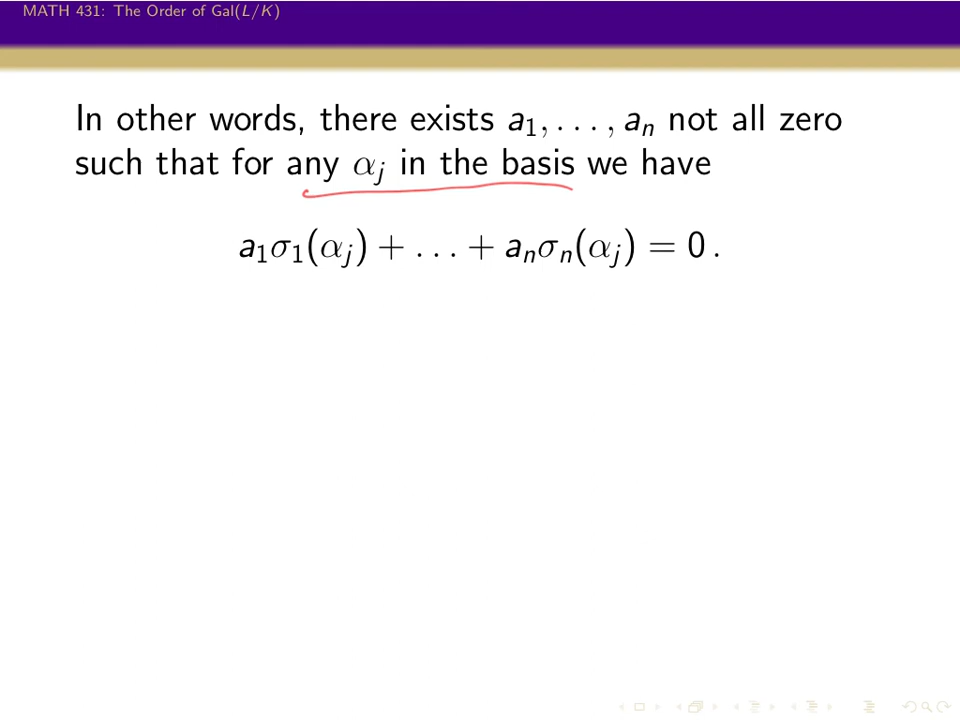 MATH 431: The Order of Gal(L/K)
In other words, there exists a₁, . . . , aₙ not all zero
such that for any αⱼ in the basis we have
a₁σ₁(αⱼ) + . . . + aₙσₙ(αⱼ) = 0 .